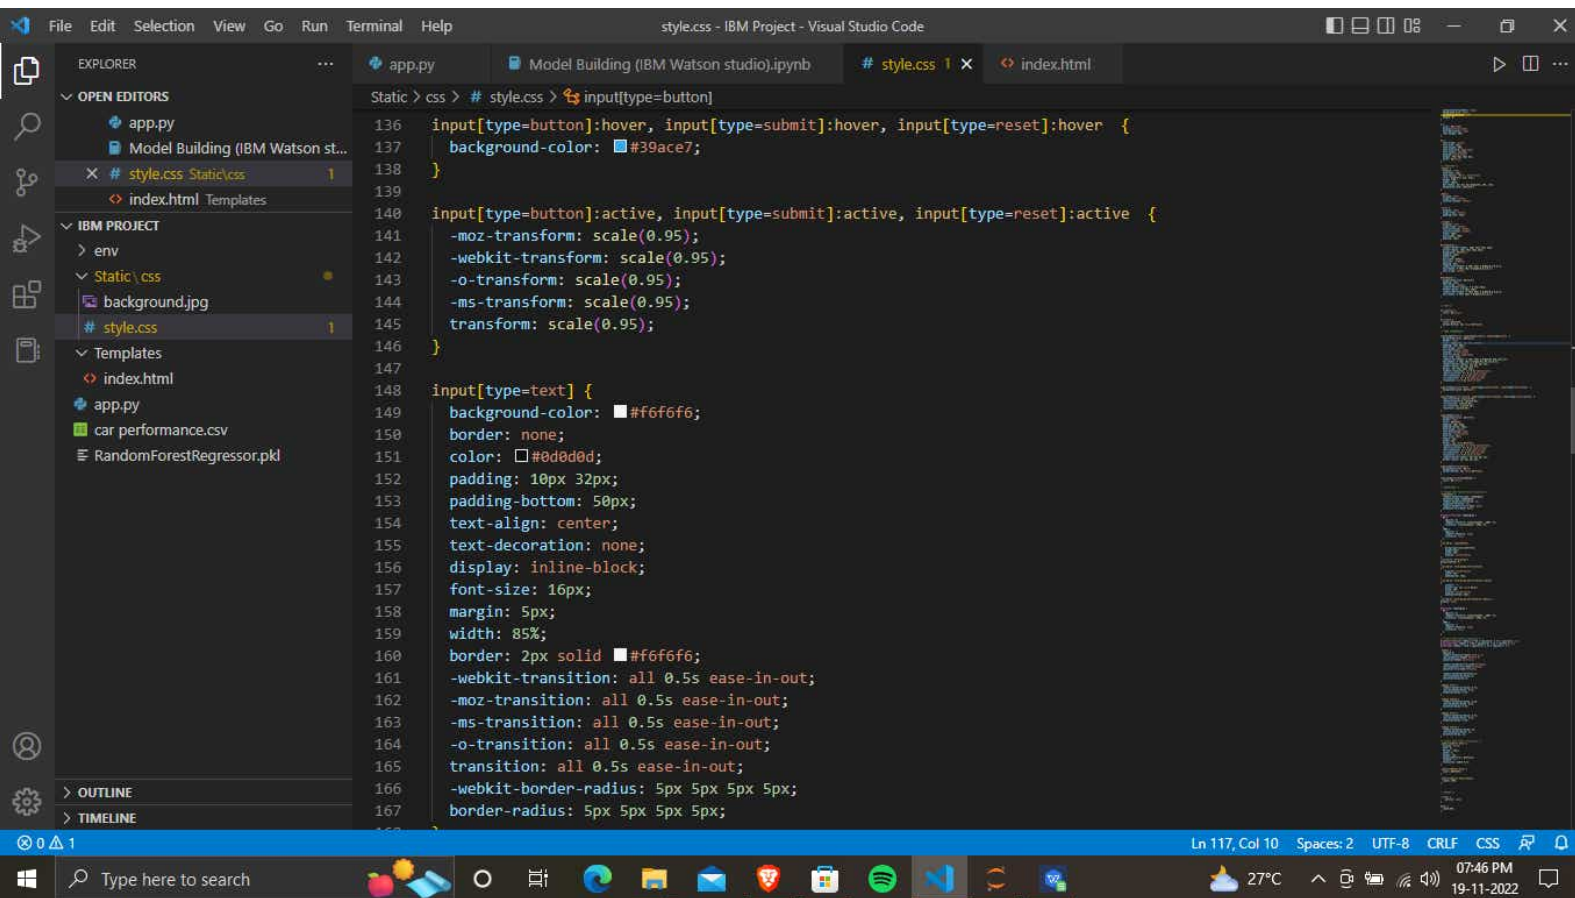 File Edit Selection View Go Run Terminal Help style.css - IBM Project - Visual Studio Code
EXPLORER
OPEN EDITORS
app.py
Model Building (IBM Watson st...
# style.css Static\css 1
index.html Templates
IBM PROJECT
env
Static \ css
background.jpg
# style.css 1
Templates
index.html
app.py
car performance.csv
RandomForestRegressor.pkl
OUTLINE
TIMELINE
app.py Model Building (IBM Watson studio).ipynb # style.css 1 index.html
Static > css > # style.css > input[type=button]
136 input[type=button]:hover, input[type=submit]:hover, input[type=reset]:hover {
137 background-color: #39ace7;
138 }
139
140 input[type=button]:active, input[type=submit]:active, input[type=reset]:active {
141 -moz-transform: scale(0.95);
142 -webkit-transform: scale(0.95);
143 -o-transform: scale(0.95);
144 -ms-transform: scale(0.95);
145 transform: scale(0.95);
146 }
147
148 input[type=text] {
149 background-color: #f6f6f6;
150 border: none;
151 color: #0d0d0d;
152 padding: 10px 32px;
153 padding-bottom: 50px;
154 text-align: center;
155 text-decoration: none;
156 display: inline-block;
157 font-size: 16px;
158 margin: 5px;
159 width: 85%;
160 border: 2px solid #f6f6f6;
161 -webkit-transition: all 0.5s ease-in-out;
162 -moz-transition: all 0.5s ease-in-out;
163 -ms-transition: all 0.5s ease-in-out;
164 -o-transition: all 0.5s ease-in-out;
165 transition: all 0.5s ease-in-out;
166 -webkit-border-radius: 5px 5px 5px 5px;
167 border-radius: 5px 5px 5px 5px;
0 1 Ln 117, Col 10 Spaces: 2 UTF-8 CRLF CSS
Type here to search 27°C 07:46 PM
19-11-2022